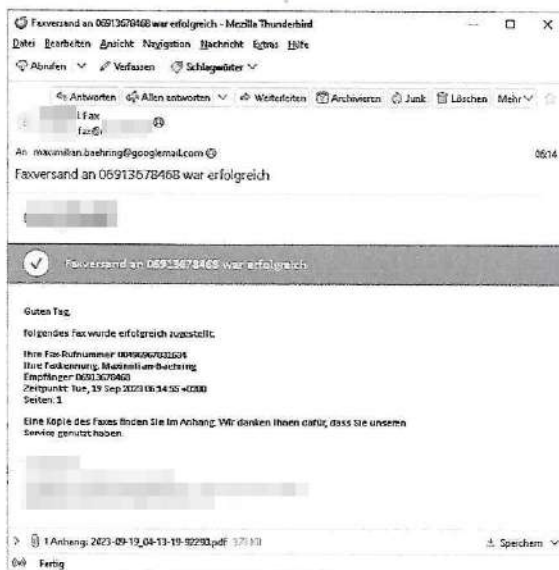 Faxversand an 06913678468 war erfolgreich - Mozilla Thunderbird
Datei Bearbeiten Ansicht Navigation Nachricht Extras Hilfe
Abrufen Verfassen Schlagwörter
Antworten Allen antworten Weiterleiten Archivieren Junk Löschen Mehr
Fax
fax@
An maximilian.baehring@googlemail.com 06:14
Faxversand an 06913678468 war erfolgreich
Faxversand an 06913678468 war erfolgreich
Guten Tag,
folgendes Fax wurde erfolgreich zugestellt.
Ihre Fax-Rufnummer: 00496967831634
Ihre Faxkennung: Maximilian Baehring
Empfänger: 06913678468
Zeitpunkt: Tue, 19 Sep 2023 06:14:55 +0200
Seiten: 1
Eine Kopie des Faxes finden Sie im Anhang. Wir danken Ihnen dafür, dass Sie unseren
Service genutzt haben.
1 Anhang: 2023-09-19_04-13-19-92293.pdf Speichern
Fertig